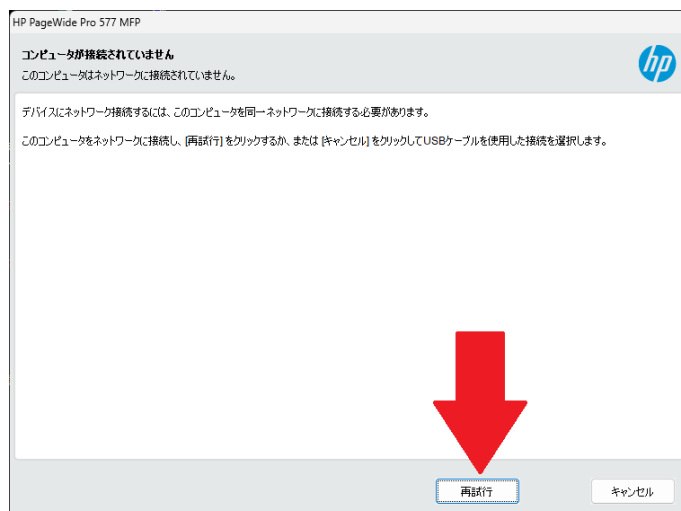 HP PageWide Pro 577 MFP
コンピュータが接続されていません
このコンピュータはネットワークに接続されていません。
hp
デバイスにネットワーク接続するには、このコンピュータを同一ネットワークに接続する必要があります。
このコンピュータをネットワークに接続し、[再試行] をクリックするか、または [キャンセル] をクリックしてUSBケーブルを使用した接続を選択します。
再試行
キャンセル